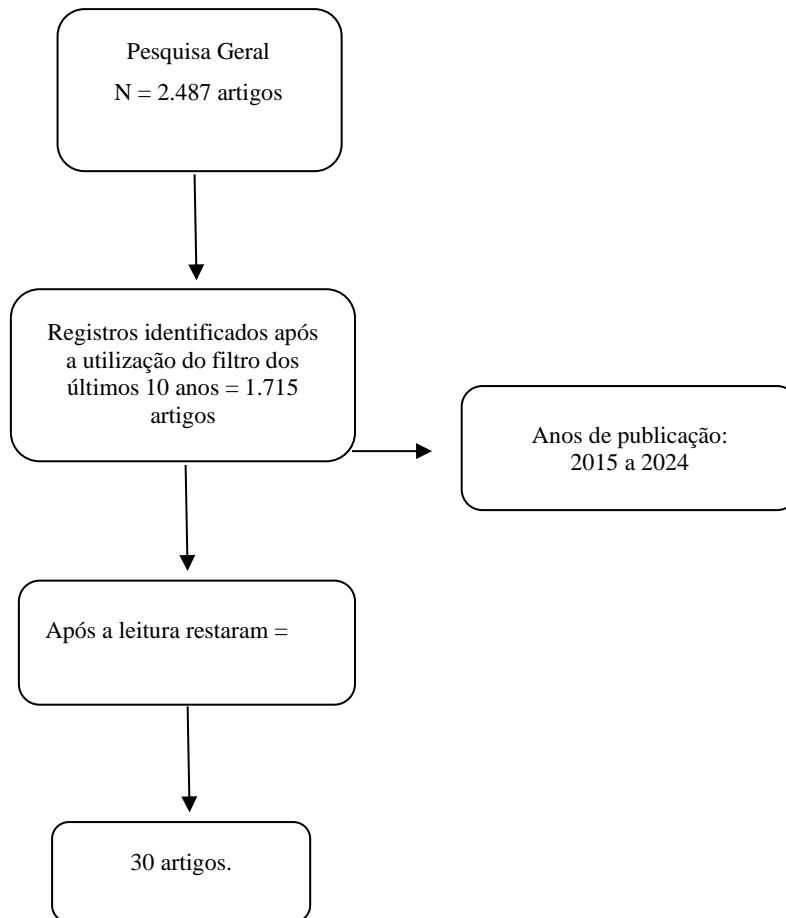 Pesquisa Geral
N = 2.487 artigos
Registros identificados após
a utilização do filtro dos
últimos 10 anos = 1.715
artigos
Anos de publicação:
2015 a 2024
Após a leitura restaram =
30 artigos.